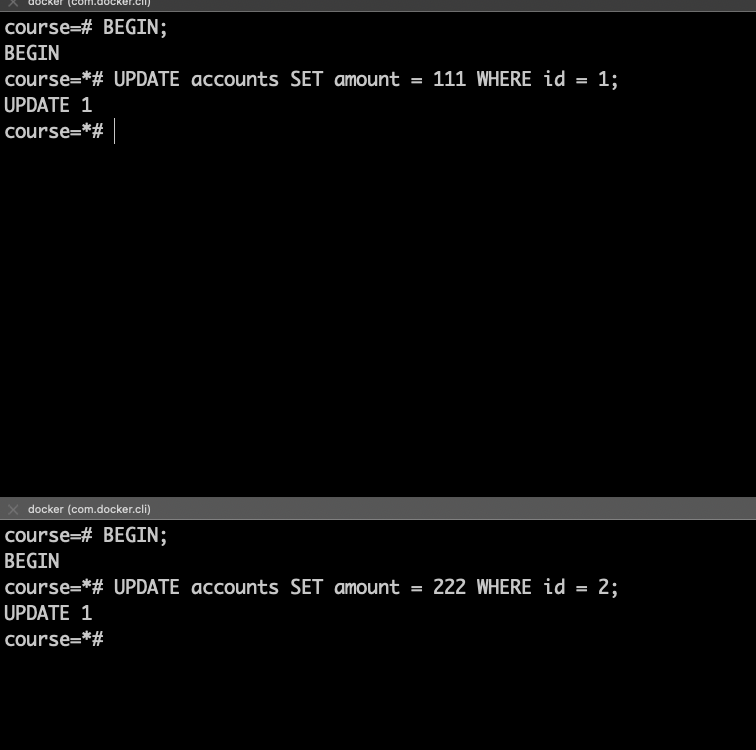 docker (com.docker.cli)
course=# BEGIN;
BEGIN
course=*# UPDATE accounts SET amount = 111 WHERE id = 1;
UPDATE 1
course=*#
docker (com.docker.cli)
course=# BEGIN;
BEGIN
course=*# UPDATE accounts SET amount = 222 WHERE id = 2;
UPDATE 1
course=*#